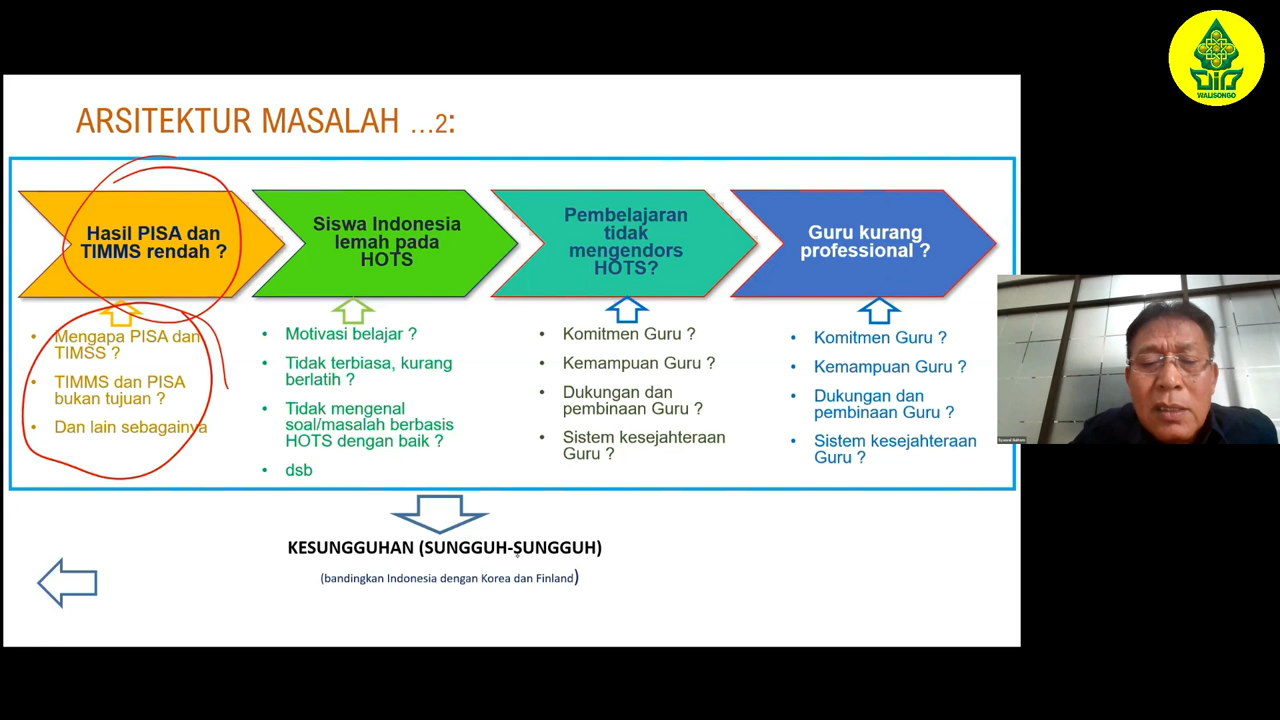 WALISONGO
ARSITEKTUR MASALAH ...2:
Hasil PISA dan
TIMMS rendah ?
Siswa Indonesia
lemah pada
HOTS
Pembelajaran
tidak
mengendors
HOTS?
Guru kurang
professional ?
• Mengapa PISA dan
TIMSS ?
• TIMMS dan PISA
bukan tujuan ?
• Dan lain sebagainya
• Motivasi belajar ?
• Tidak terbiasa, kurang
berlatih ?
• Tidak mengenal
soal/masalah berbasis
HOTS dengan baik ?
• dsb
• Komitmen Guru ?
• Kemampuan Guru ?
• Dukungan dan
pembinaan Guru ?
• Sistem kesejahteraan
Guru ?
• Komitmen Guru ?
• Kemampuan Guru ?
• Dukungan dan
pembinaan Guru ?
• Sistem kesejahteraan
Guru ?
KESUNGGUHAN (SUNGGUH-SUNGGUH)
(bandingkan Indonesia dengan Korea dan Finland)